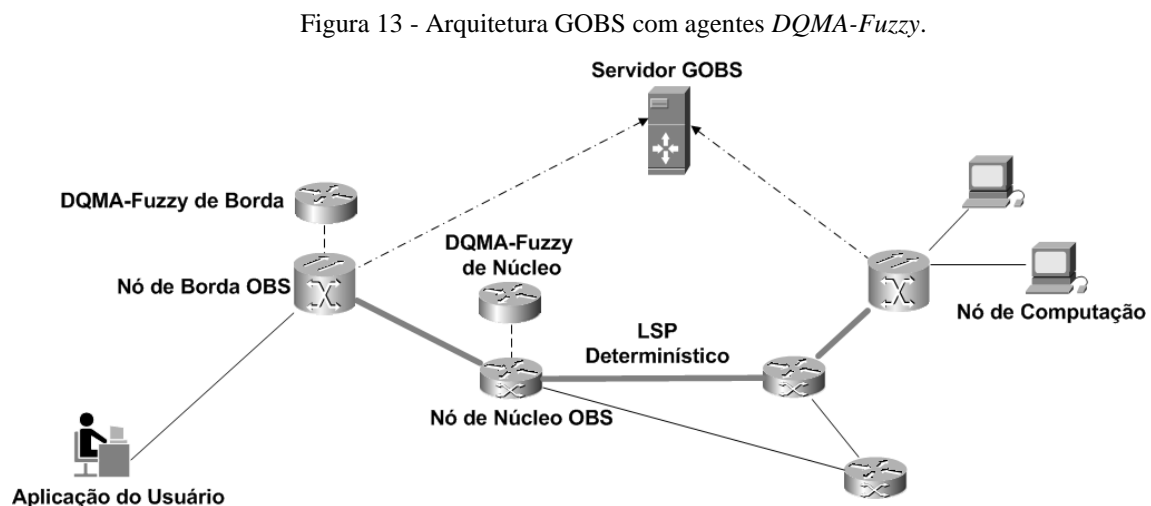 Figura 13 - Arquitetura GOBS com agentes DQMA-Fuzzy.
Servidor GOBS
DQMA-Fuzzy de Borda
DQMA-Fuzzy
de Núcleo
Nó de Borda OBS
Nó de Computação
LSP
Determinístico
Nó de Núcleo OBS
Aplicação do Usuário